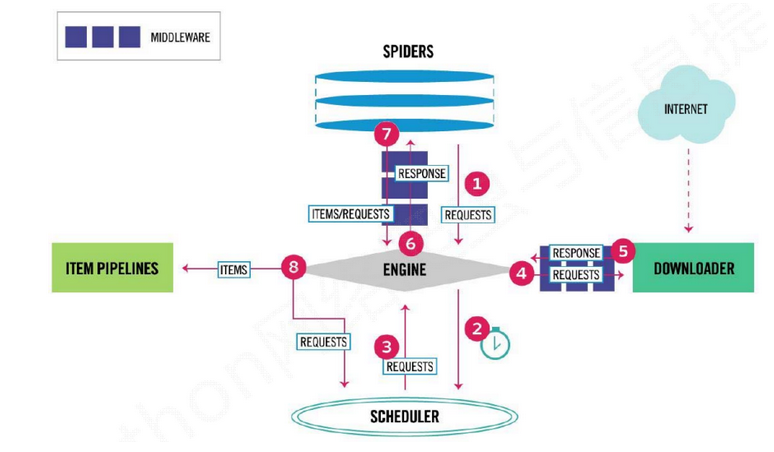 MIDDLEWARE
SPIDERS
INTERNET
7
RESPONSE
1
ITEMS/REQUESTS
REQUESTS
6
RESPONSE
5
ITEM PIPELINES
ITEMS
8
ENGINE
4
REQUESTS
DOWNLOADER
2
REQUESTS
3
REQUESTS
SCHEDULER